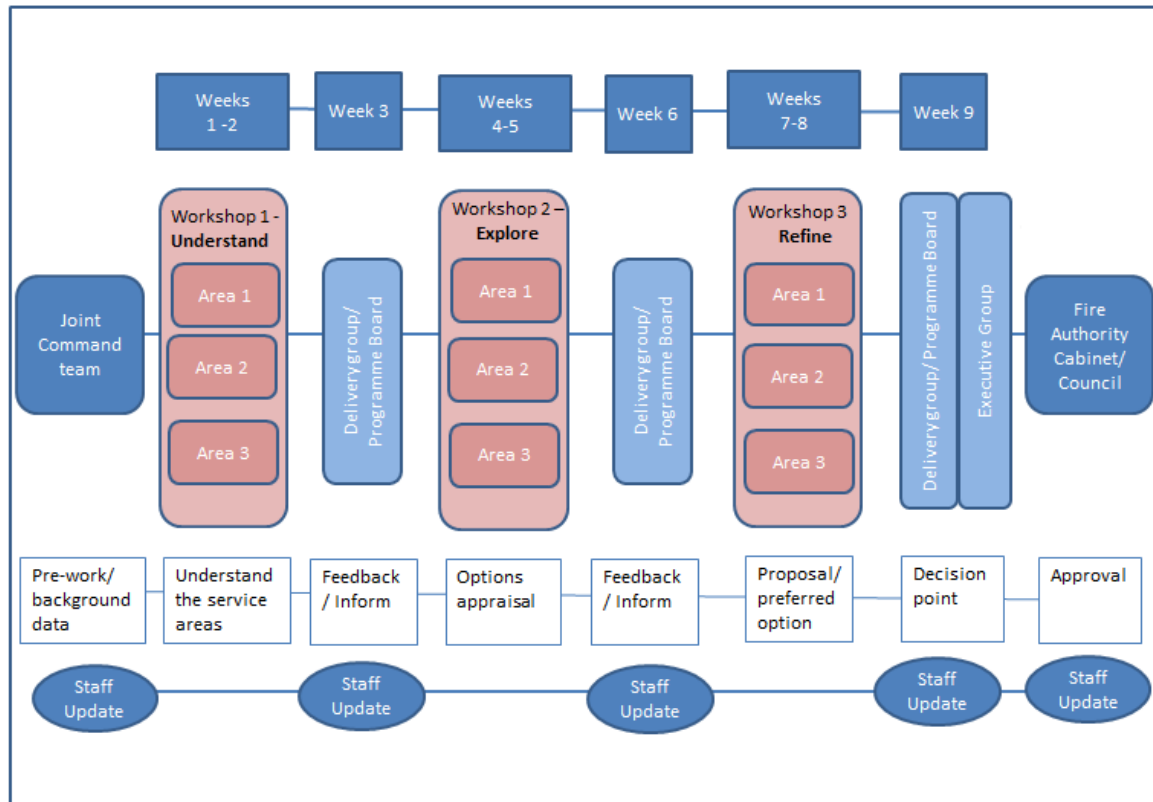 Weeks
1 -2
Week 3
Weeks
4-5
Week 6
Weeks
7-8
Week 9
Joint
Command
team
Workshop 1 -
Understand
Area 1
Area 2
Area 3
Deliverygroup/
Programme Board
Workshop 2 –
Explore
Area 1
Area 2
Area 3
Deliverygroup/
Programme Board
Workshop 3
Refine
Area 1
Area 2
Area 3
Deliverygroup/ Programme Board
Executive Group
Fire
Authority
Cabinet/
Council
Pre-work/
background
data
Understand
the service
areas
Feedback
/ Inform
Options
appraisal
Feedback
/ Inform
Proposal/
preferred
option
Decision
point
Approval
Staff
Update
Staff
Update
Staff
Update
Staff
Update
Staff
Update